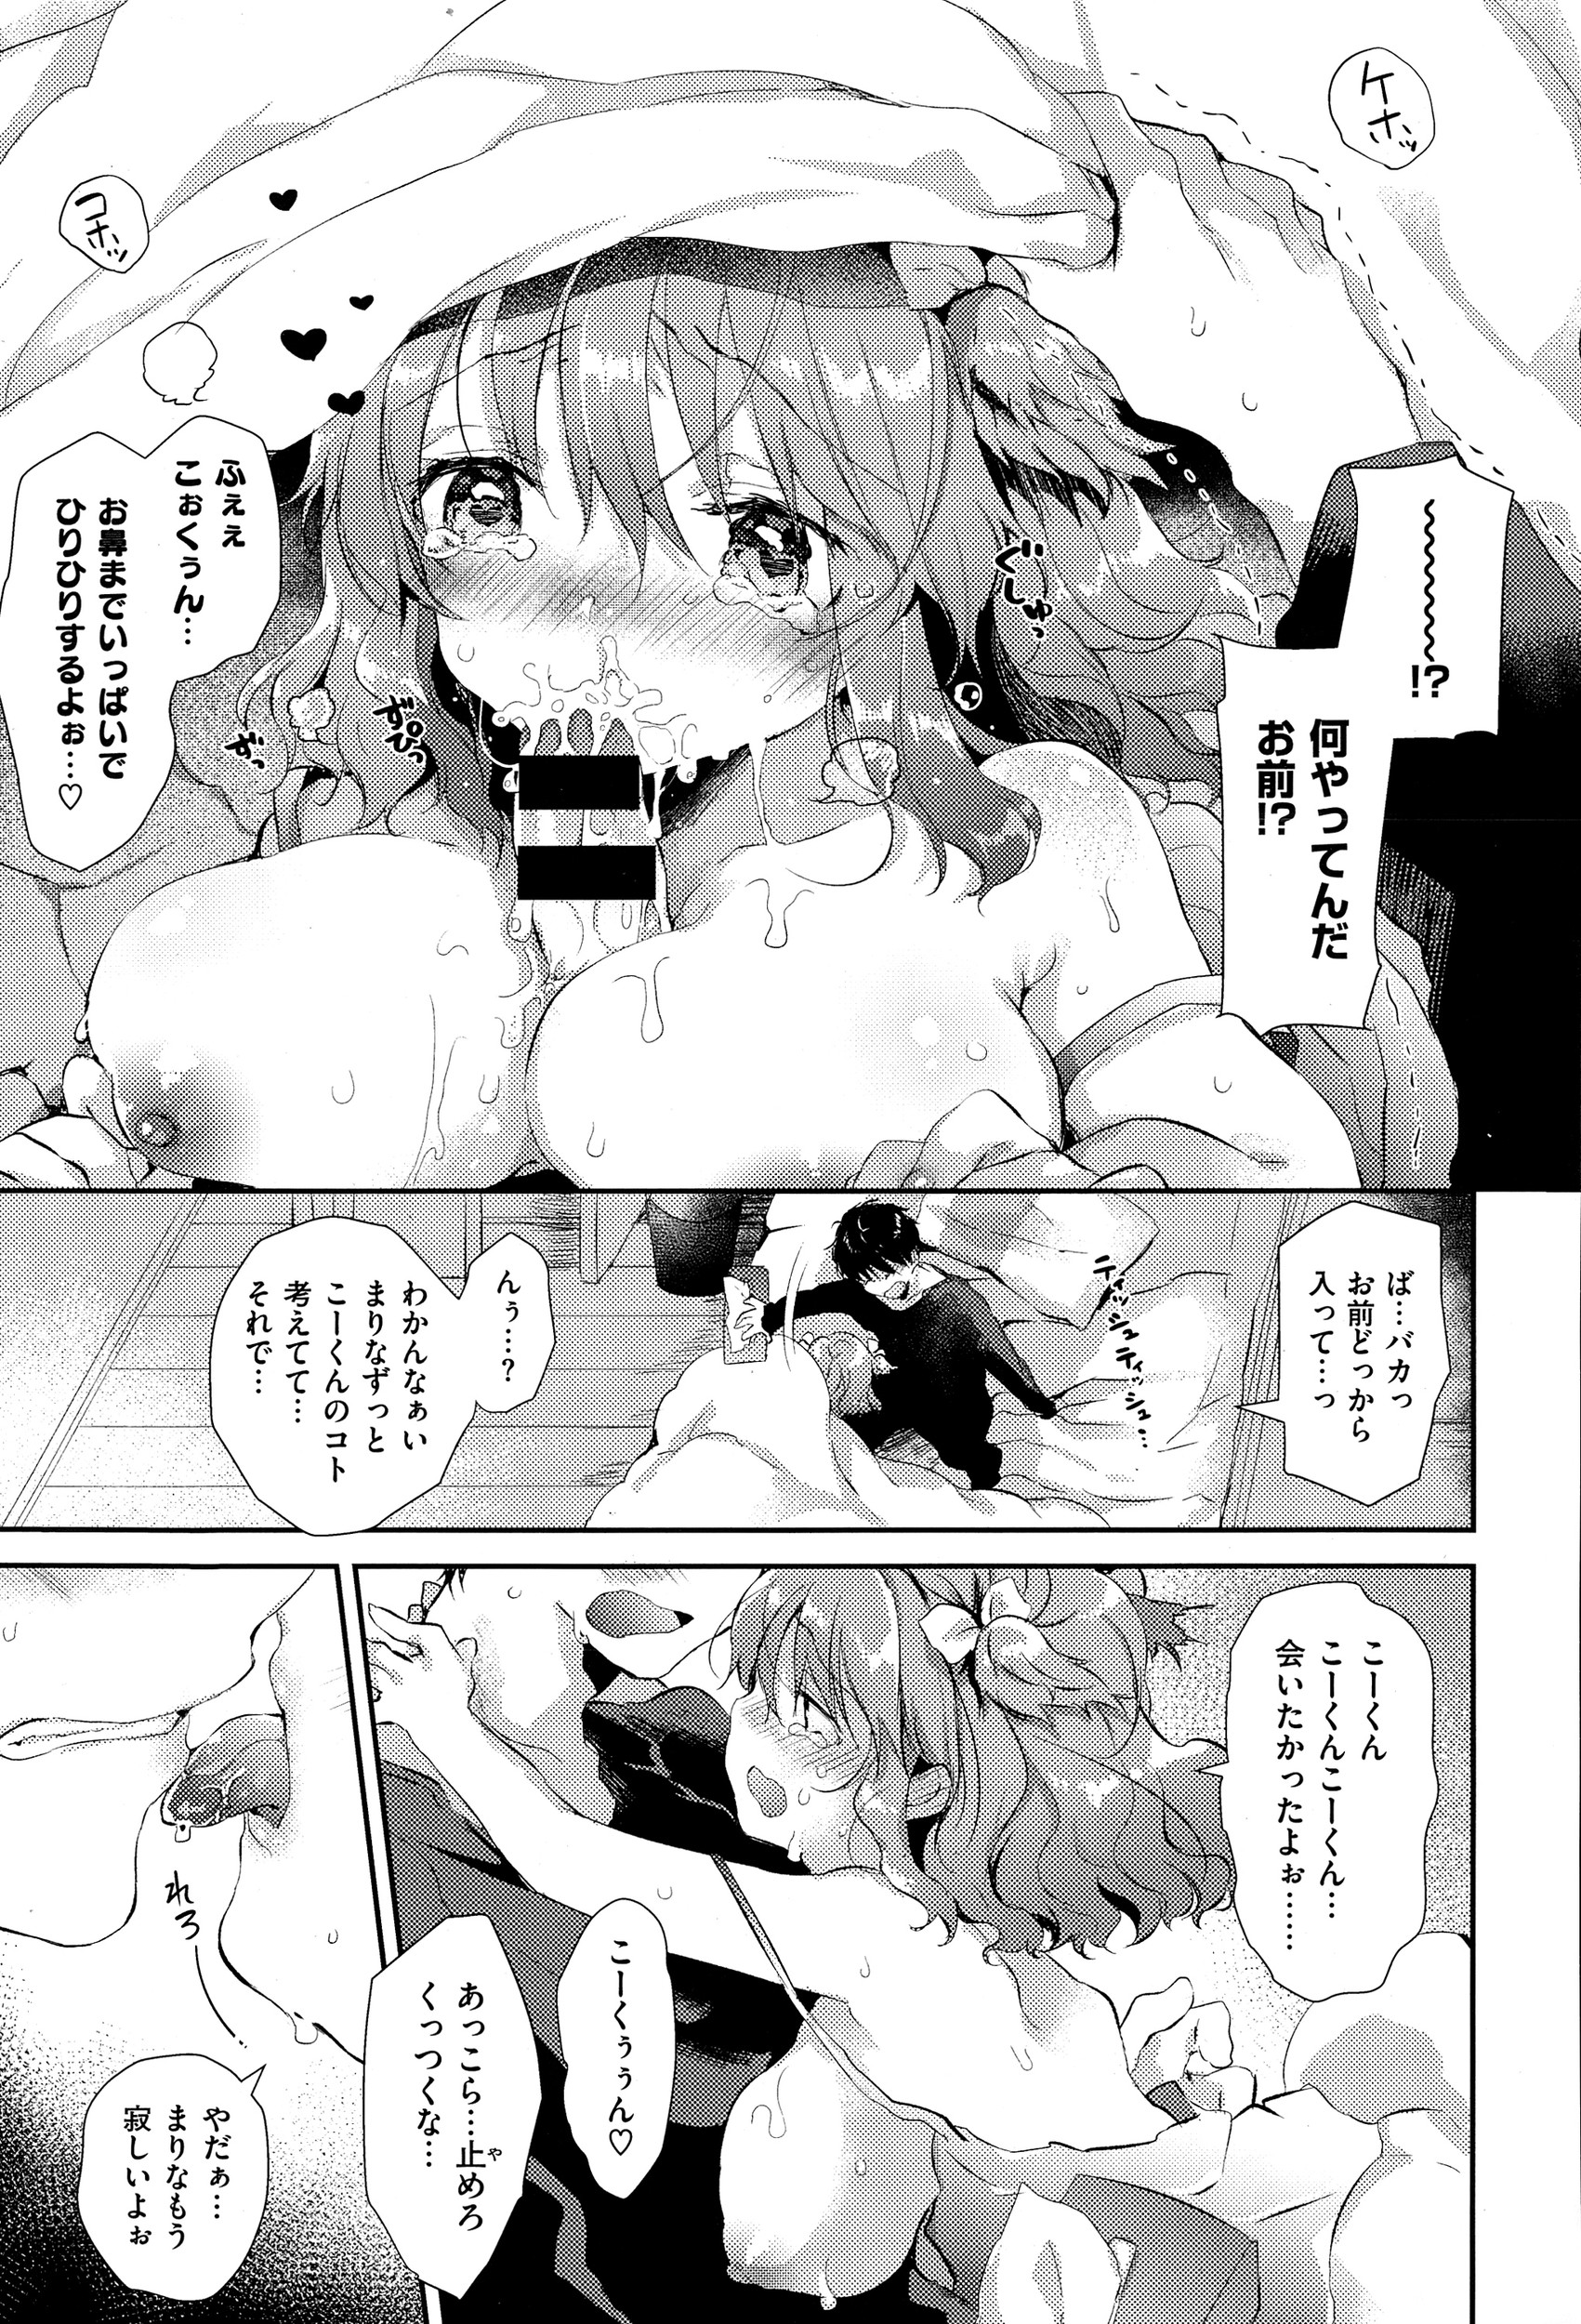 ケホッ
コホッ
〜〜〜〜〜!?
何やってんだ
お前!?
ぐしゅっ
ふぇぇ
こぉくぅん…
お鼻までいっぱいで
ひりひりするよぉ…♡
ずぴっ
ずっ
ば…バカっ
お前どっから
入って…っ
ティッシュ
ティッシュ…
んぅ…?
わかんなぁい
まりなずっと
こーくんのコト
考えてて…
それで…
こーくん
こーくんこーくん…
会いたかったよぉ……
こーくぅぅん♡
あっこら…止めろ
や
くっつくな…
れろ
やだぁ…
まりなもう
寂しいよぉ